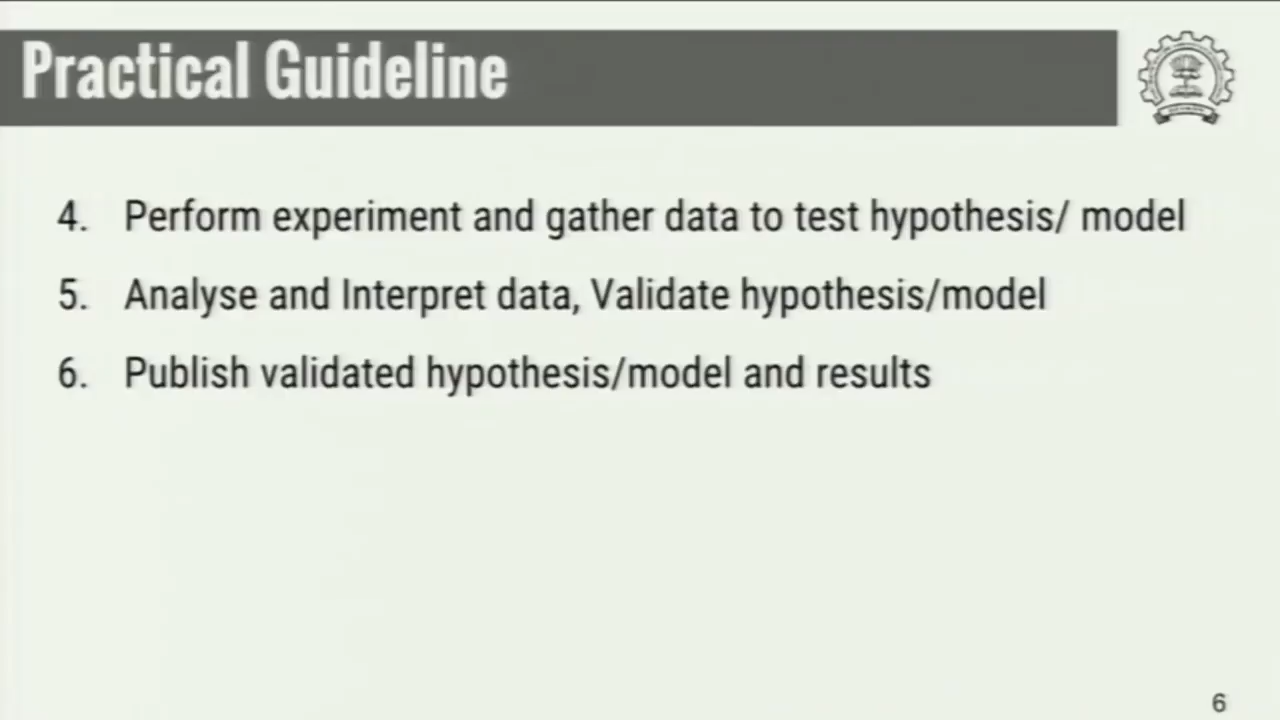 Practical Guideline
4. Perform experiment and gather data to test hypothesis/ model
5. Analyse and Interpret data, Validate hypothesis/model
6. Publish validated hypothesis/model and results
6